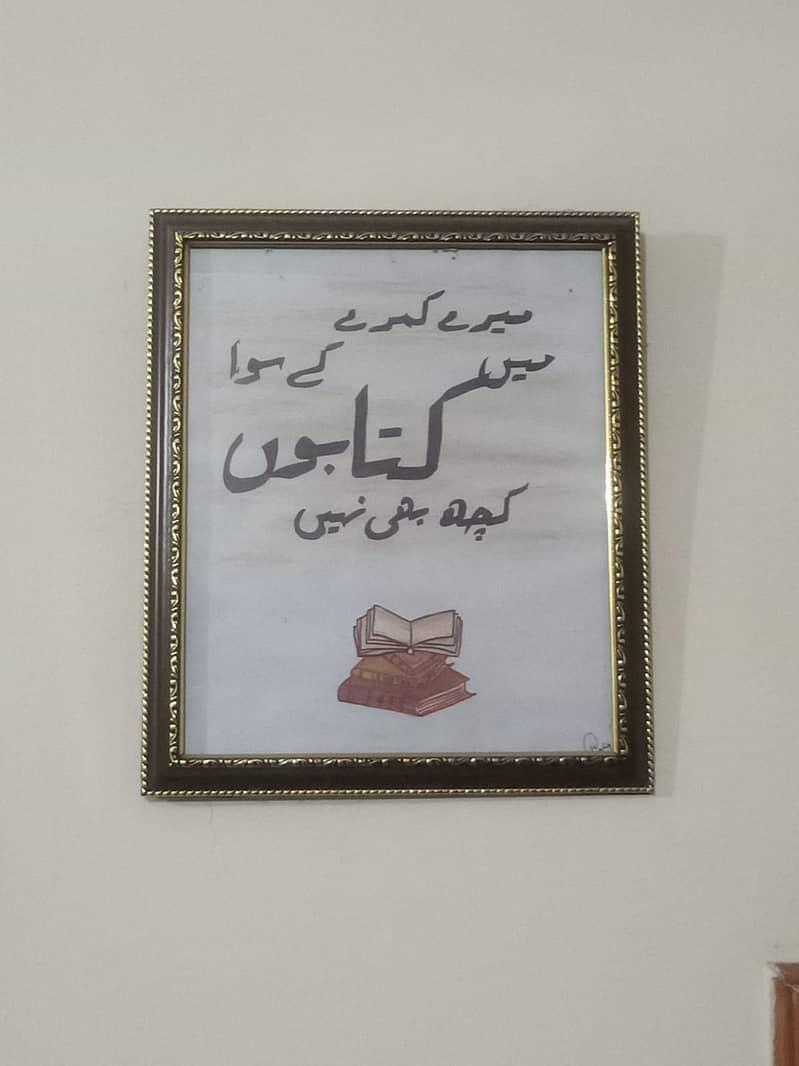 میرے کمرے
میں کتابوں کے سوا
کچھ بھی نہیں